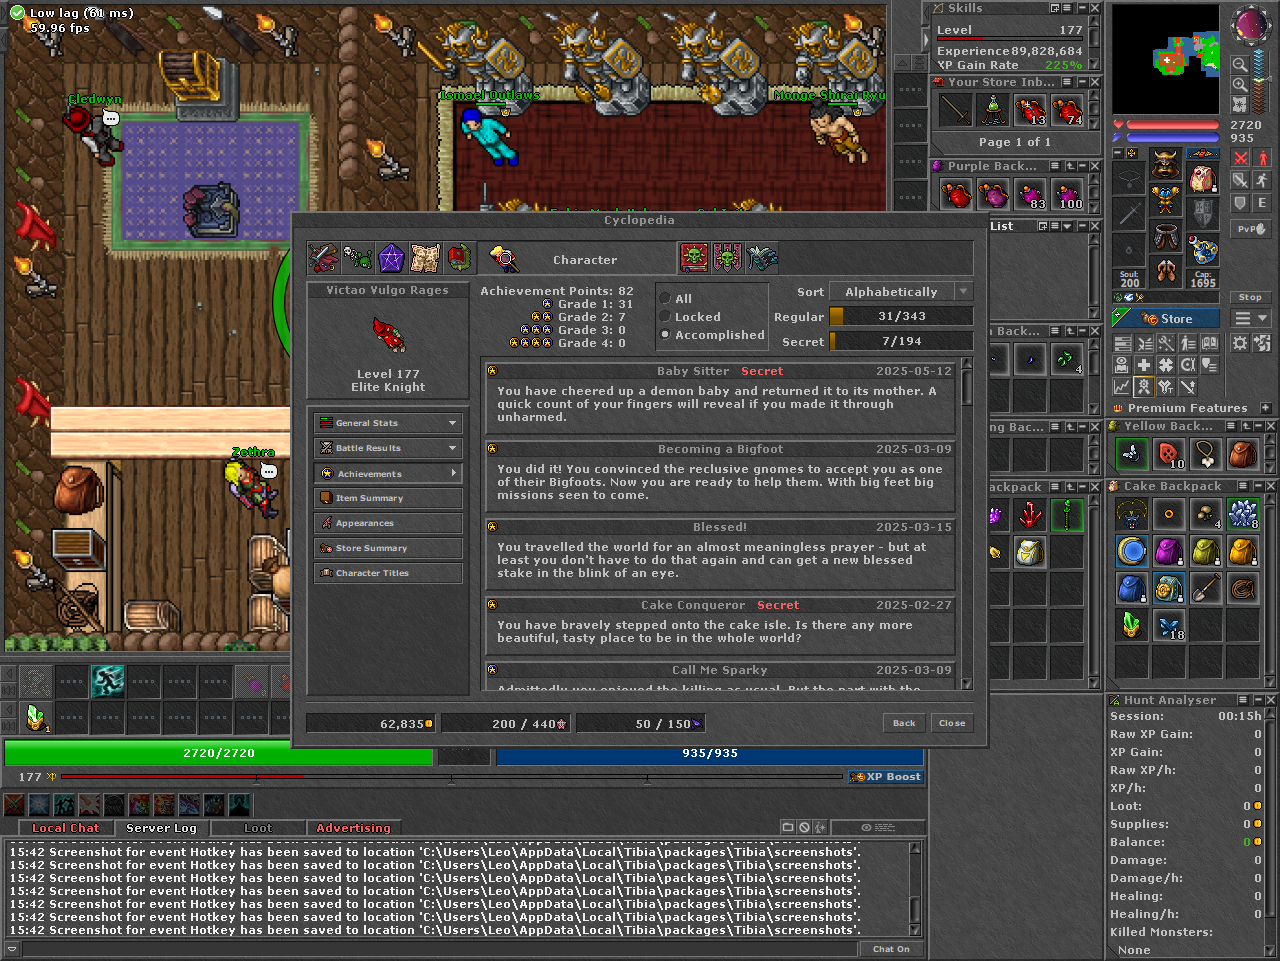 Low lag (61 ms)
59.96 fps
Cledwyn
Ismael Outlaws
Monge Shirai Ryu
Zethra
Skills
Level 177
Experience 89,828,684
XP Gain Rate 225%
Your Store Inb...
13
74
Page 1 of 1
Purple Back...
83
100
List
Back...
4
ng Bac...
ackpack
2720
935
Soul:
200
Cap:
1695
PvP
Stop
Store
Premium Features
Yellow Back...
10
Cake Backpack
4
8
18
Cyclopedia
Character
Victao Vulgo Rages
Level 177
Elite Knight
General Stats
Battle Results
Achievements
Item Summary
Appearances
Store Summary
Character Titles
Achievement Points: 82
Grade 1: 31
Grade 2: 7
Grade 3: 0
Grade 4: 0
All
Locked
Accomplished
Sort Alphabetically
Regular 31/343
Secret 7/194
Baby Sitter Secret 2025-05-12
You have cheered up a demon baby and returned it to its mother. A
quick count of your fingers will reveal if you made it through
unharmed.
Becoming a Bigfoot 2025-03-09
You did it! You convinced the reclusive gnomes to accept you as one
of their Bigfoots. Now you are ready to help them. With big feet big
missions seen to come.
Blessed! 2025-03-15
You travelled the world for an almost meaningless prayer - but at
least you don't have to do that again and can get a new blessed
stake in the blink of an eye.
Cake Conqueror Secret 2025-02-27
You have bravely stepped onto the cake isle. Is there any more
beautiful, tasty place to be in the whole world?
Call Me Sparky 2025-03-09
Admittedly you enjoyed the killing as usual. But the part with the
62,835
200 / 440
50 / 150
Back
Close
1
2720/2720
935/935
177 XP
XP Boost
Local Chat
Server Log
Loot
Advertising
15:42 Screenshot for event Hotkey has been saved to location 'C:\Users\Leo\AppData\Local\Tibia\packages\Tibia\screenshots'.
15:42 Screenshot for event Hotkey has been saved to location 'C:\Users\Leo\AppData\Local\Tibia\packages\Tibia\screenshots'.
15:42 Screenshot for event Hotkey has been saved to location 'C:\Users\Leo\AppData\Local\Tibia\packages\Tibia\screenshots'.
15:42 Screenshot for event Hotkey has been saved to location 'C:\Users\Leo\AppData\Local\Tibia\packages\Tibia\screenshots'.
15:42 Screenshot for event Hotkey has been saved to location 'C:\Users\Leo\AppData\Local\Tibia\packages\Tibia\screenshots'.
15:42 Screenshot for event Hotkey has been saved to location 'C:\Users\Leo\AppData\Local\Tibia\packages\Tibia\screenshots'.
15:42 Screenshot for event Hotkey has been saved to location 'C:\Users\Leo\AppData\Local\Tibia\packages\Tibia\screenshots'.
Chat On
Hunt Analyser
Session: 00:15h
Raw XP Gain: 0
XP Gain: 0
Raw XP/h: 0
XP/h: 0
Loot: 0
Supplies: 0
Balance: 0
Damage: 0
Damage/h: 0
Healing: 0
Healing/h: 0
Killed Monsters:
None